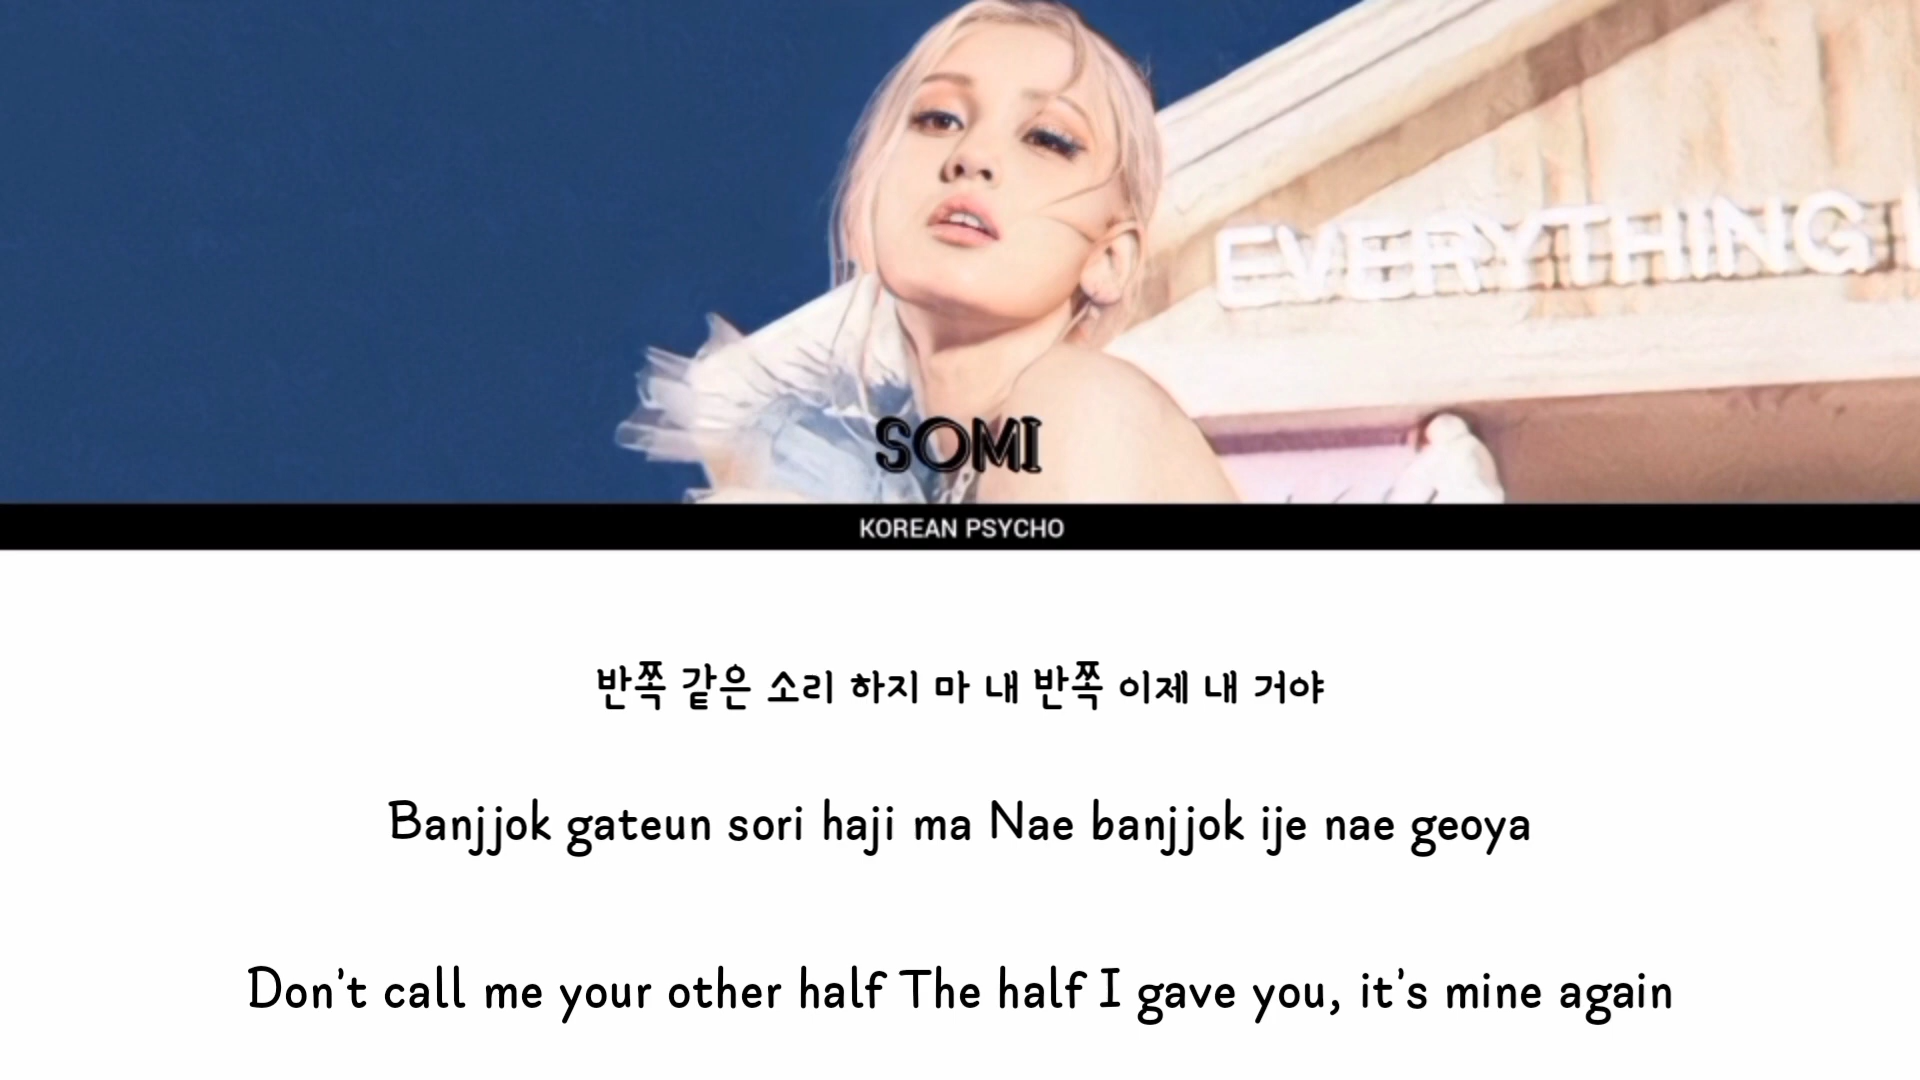 EVERYTHING
SOMI
KOREAN PSYCHO
반쪽 같은 소리 하지 마 내 반쪽 이제 내 거야
Banjjok gateun sori haji ma Nae banjjok ije nae geoya
Don't call me your other half The half I gave you, it's mine again